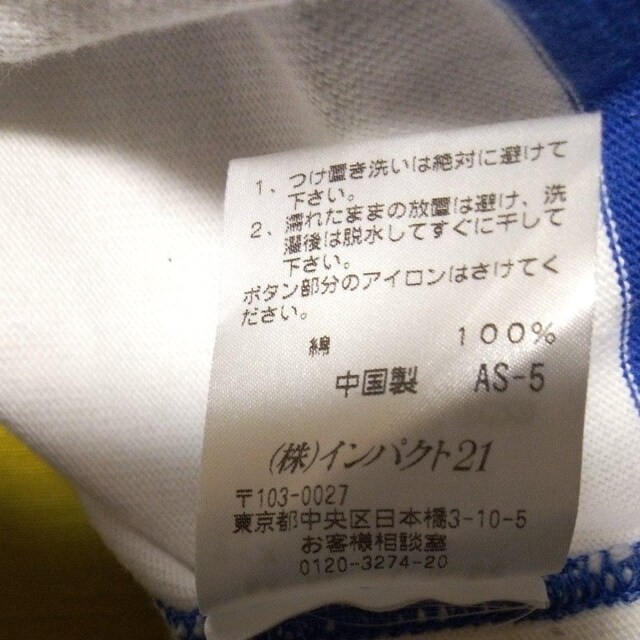 1、つけ置き洗いは絶対に避けて
下さい。
2、濡れたままの放置は避け、洗
濯後は脱水してすぐに干して
下さい。
ボタン部分のアイロンはさけてく
ださい。
綿 100%
中国製 AS-5
(株)インパクト21
〒103-0027
東京都中央区日本橋3-10-5
お客様相談室
0120-3274-20